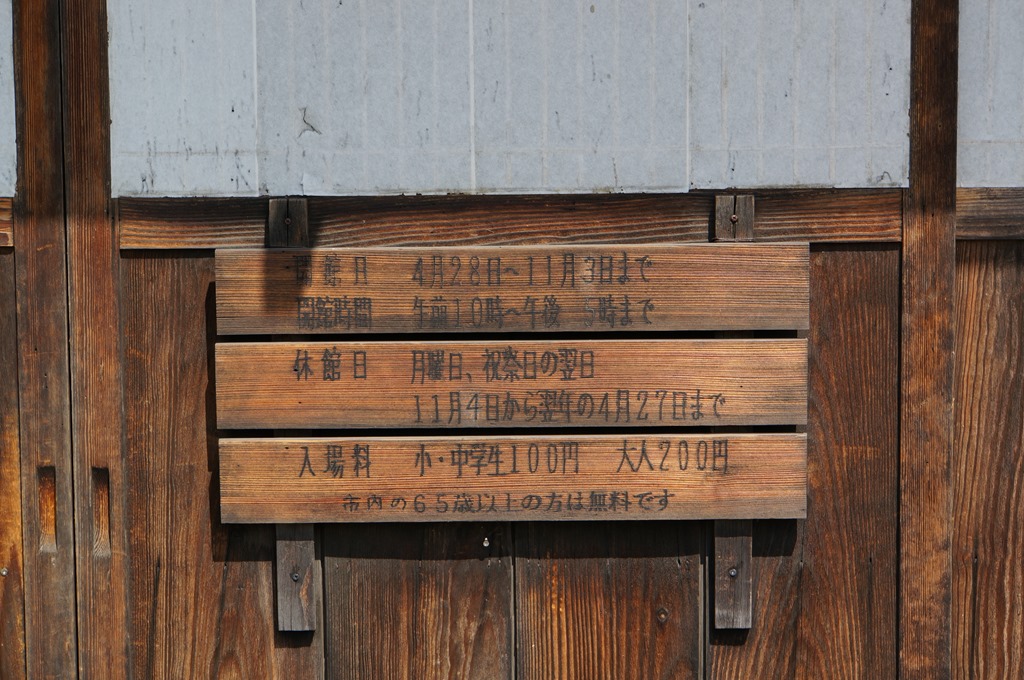 開館日　4月28日～11月3日まで
開館時間　午前10時～午後 5時まで
休館日　月曜日、祝祭日の翌日
11月4日から翌年の4月27日まで
入場料　小・中学生100円　大人200円
市内の65歳以上の方は無料です